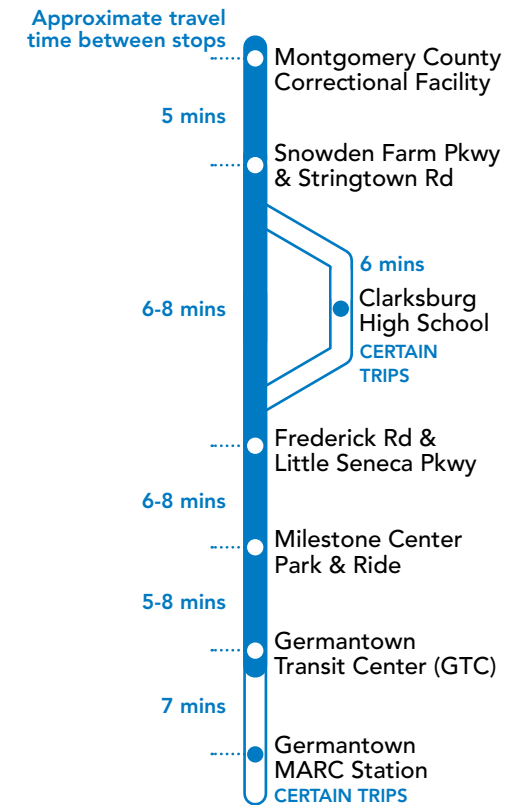 Approximate travel
time between stops
Montgomery County
Correctional Facility
5 mins
Snowden Farm Pkwy
& Stringtown Rd
6 mins
6-8 mins
Clarksburg
High School
CERTAIN
TRIPS
Frederick Rd &
Little Seneca Pkwy
6-8 mins
Milestone Center
Park & Ride
5-8 mins
Germantown
Transit Center (GTC)
7 mins
Germantown
MARC Station
CERTAIN TRIPS